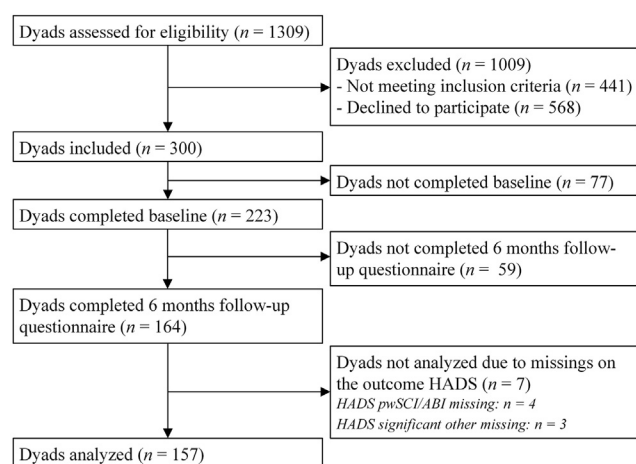 Dyads assessed for eligibility (n = 1309)
Dyads excluded (n = 1009)
- Not meeting inclusion criteria (n = 441)
- Declined to participate (n = 568)
Dyads included (n = 300)
Dyads not completed baseline (n = 77)
Dyads completed baseline (n = 223)
Dyads not completed 6 months follow-
up questionnaire (n = 59)
Dyads completed 6 months follow-up
questionnaire (n = 164)
Dyads not analyzed due to missings on
the outcome HADS (n = 7)
HADS pwSCI/ABI missing: n = 4
HADS significant other missing: n = 3
Dyads analyzed (n = 157)